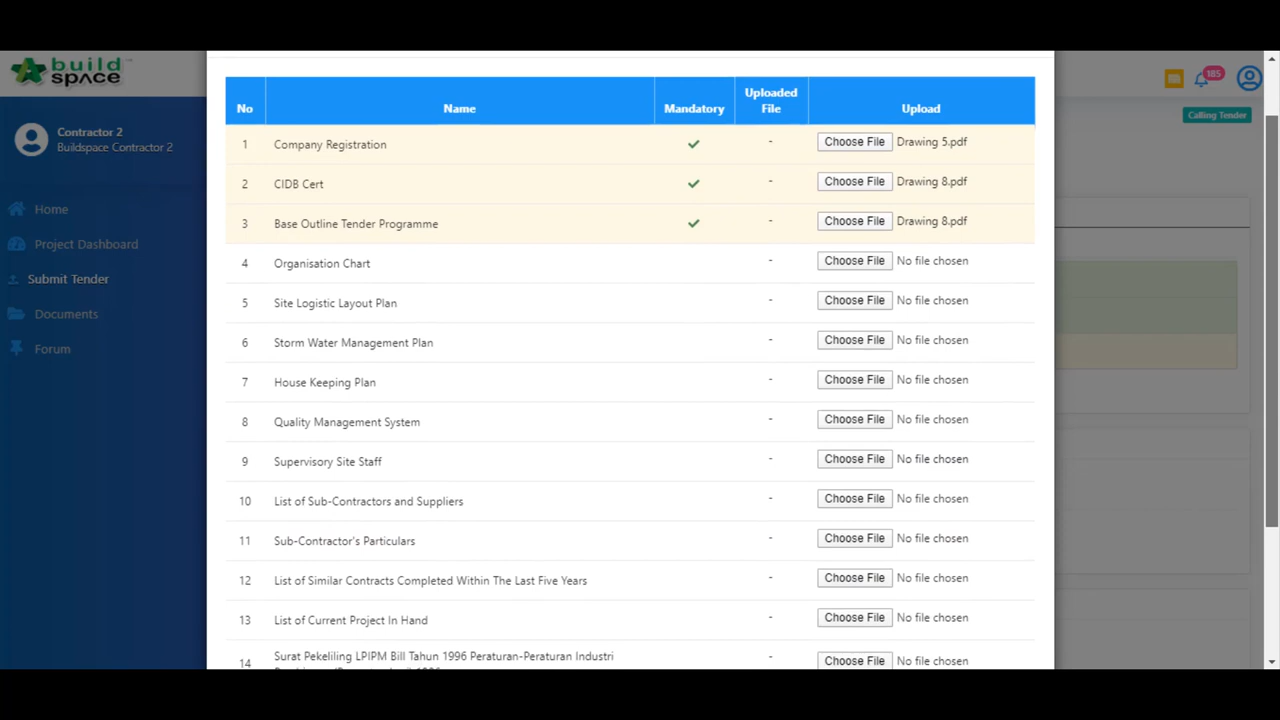 build
space
185
Calling Tender
Contractor 2
Buildspace Contractor 2
Home
Project Dashboard
Submit Tender
Documents
Forum
No Name Mandatory Uploaded File Upload
1 Company Registration - Choose File Drawing 5.pdf
2 CIDB Cert - Choose File Drawing 8.pdf
3 Base Outline Tender Programme - Choose File Drawing 8.pdf
4 Organisation Chart - Choose File No file chosen
5 Site Logistic Layout Plan - Choose File No file chosen
6 Storm Water Management Plan - Choose File No file chosen
7 House Keeping Plan - Choose File No file chosen
8 Quality Management System - Choose File No file chosen
9 Supervisory Site Staff - Choose File No file chosen
10 List of Sub-Contractors and Suppliers - Choose File No file chosen
11 Sub-Contractor's Particulars - Choose File No file chosen
12 List of Similar Contracts Completed Within The Last Five Years - Choose File No file chosen
13 List of Current Project In Hand - Choose File No file chosen
14 Surat Pekeliling LPIPM Bill Tahun 1996 Peraturan-Peraturan Industri - Choose File No file chosen